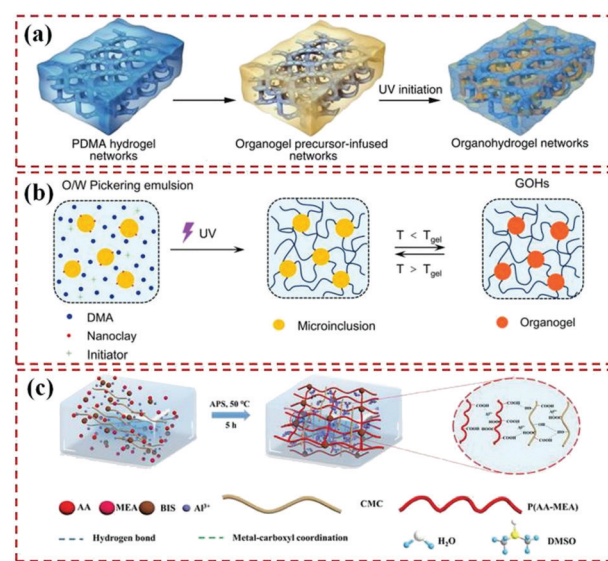 (a)
UV initiation
PDMA hydrogel
networks
Organogel precursor-infused
networks
Organohydrogel networks
(b)
O/W Pickering emulsion
GOHs
UV
T < Tgel
T > Tgel
DMA
Nanoclay
Initiator
Microinclusion
Organogel
(c)
APS, 50 °C
5 h
AA
MEA
BIS
Al³⁺
CMC
P(AA-MEA)
Hydrogen bond
Metal-carboxyl coordination
H₂O
DMSO